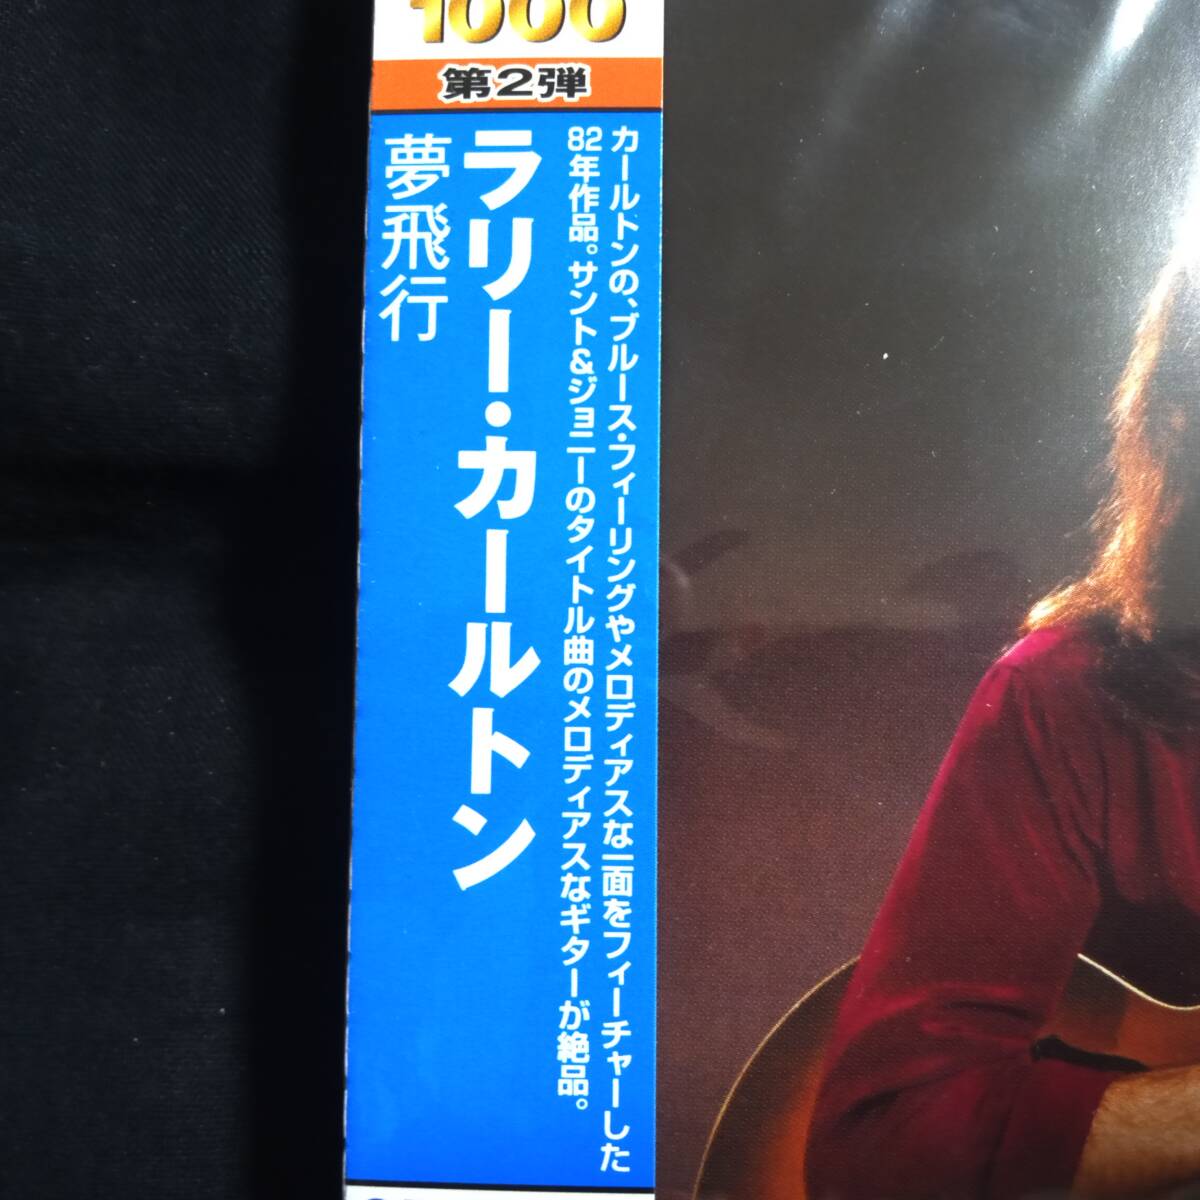 1000
第2弾
カールトンの、ブルース・フィーリングやメロディアスな一面をフィーチャーした
82年作品。サント&ジョニーのタイトル曲のメロディアスなギターが絶品。
ラリー・カールトン
夢飛行